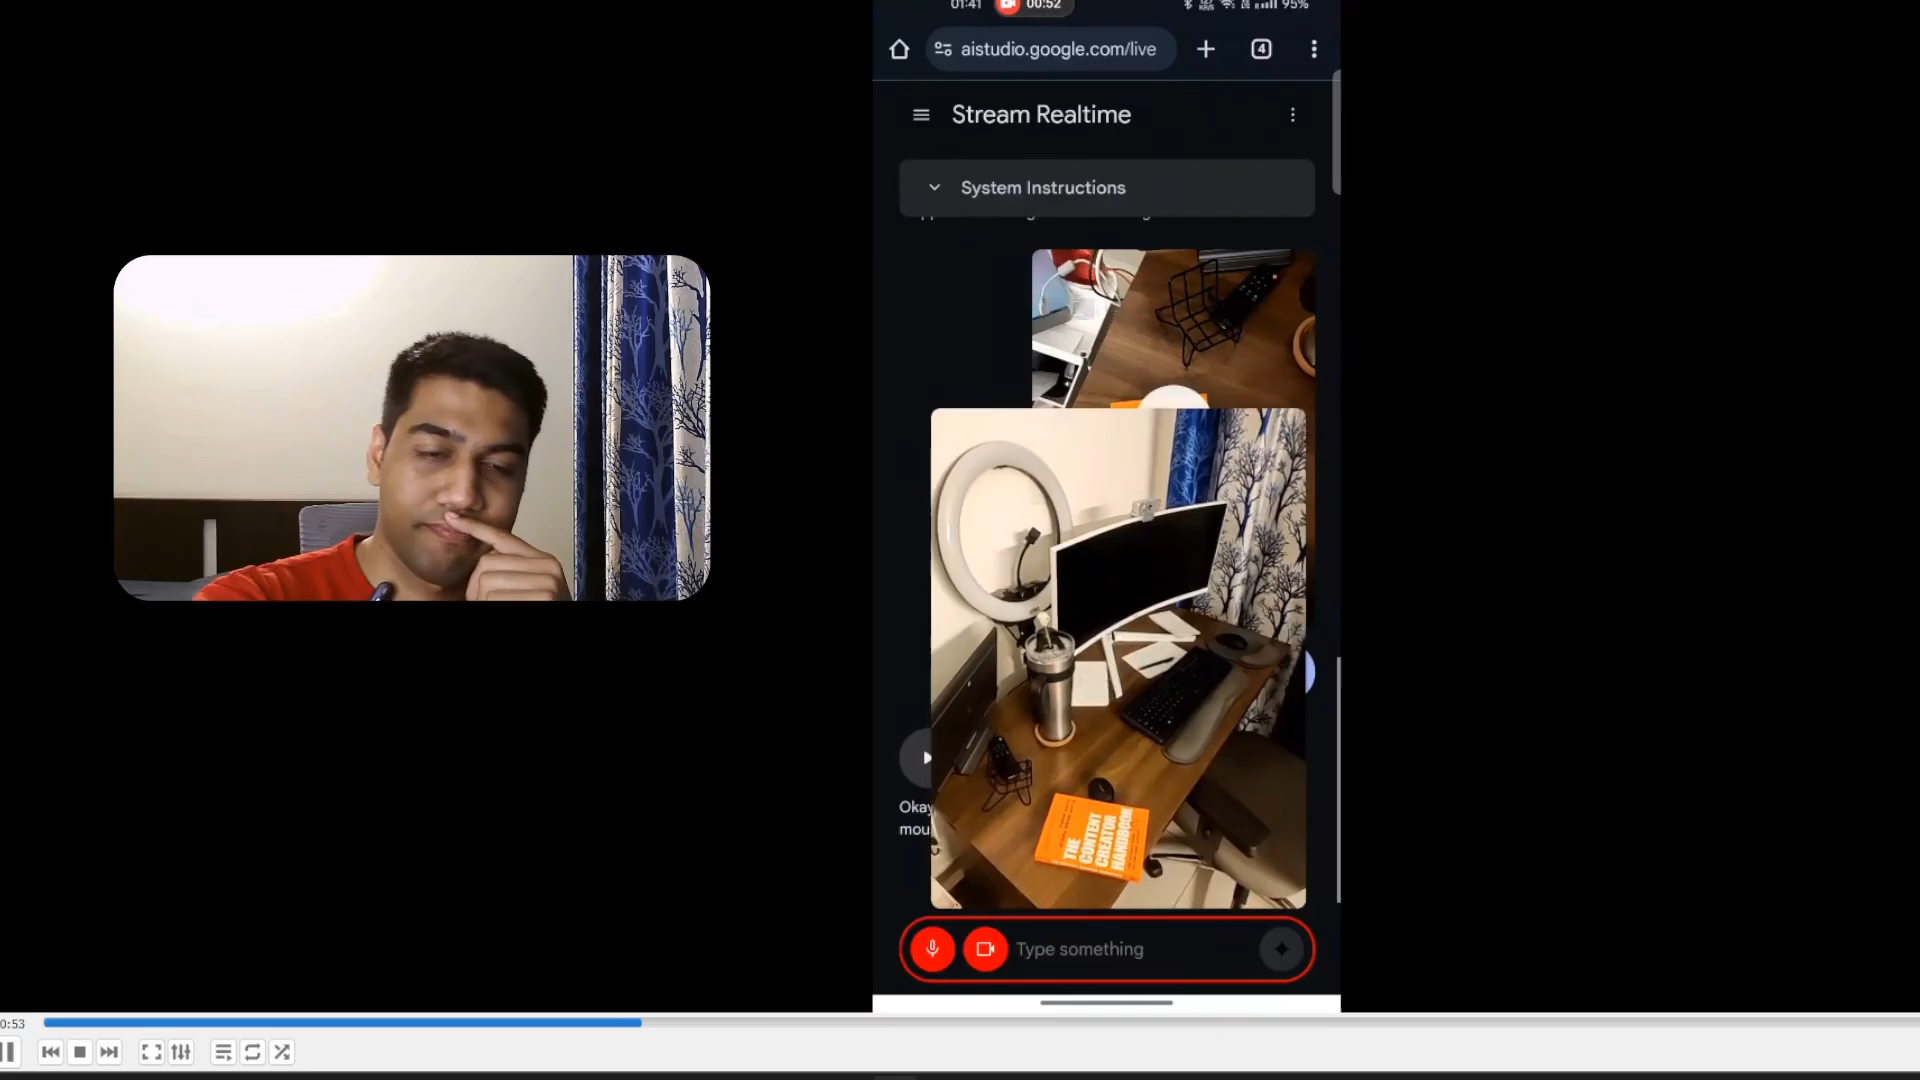 01:41 00:52 95%
aistudio.google.com/live 4
Stream Realtime
System Instructions
THE
CONTENT
CREATOR
HANDBOOK
Okay
mou
Type something
0:53